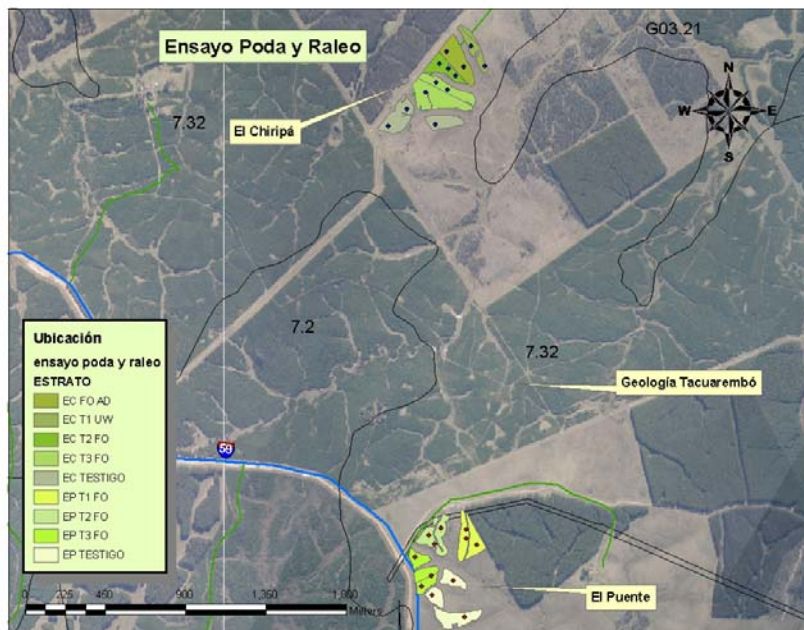 Ensayo Poda y Raleo
G03.21
N
W
E
S
El Chiripá
7.32
7.2
7.32
Geología Tacuarembó
Ubicación
ensayo poda y raleo
ESTRATO
EC FO AD
EC T1 UW
EC T2 FO
EC T3 FO
EC TESTIGO
EP T1 FO
EP T2 FO
EP T3 FO
EP TESTIGO
El Puente
0
225
450
900
1,350
1,800
Meters